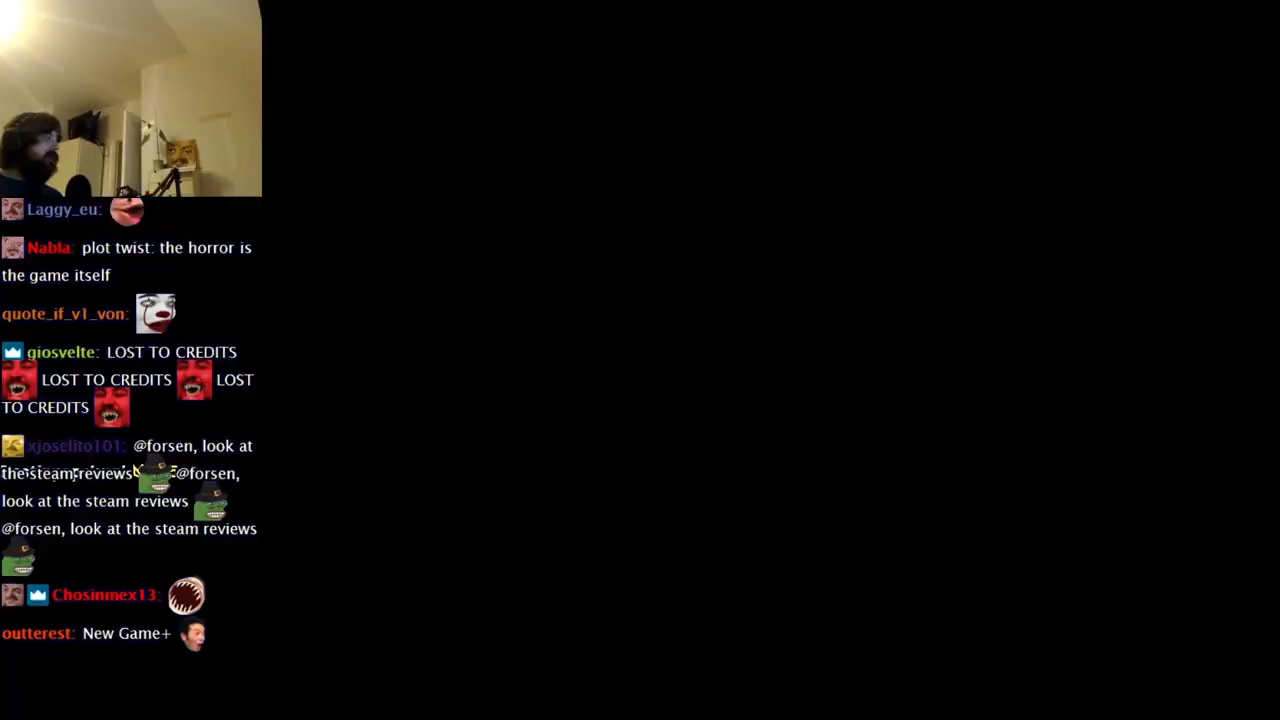 Laggy_eu:
Nabla: plot twist: the horror is
the game itself
quote_if_v1_von:
giosvelte: LOST TO CREDITS
LOST TO CREDITS LOST
TO CREDITS
xjoselito101: @forsen, look at
the steam reviews @forsen,
look at the steam reviews
@forsen, look at the steam reviews
Chosinmex13:
outterest: New Game+